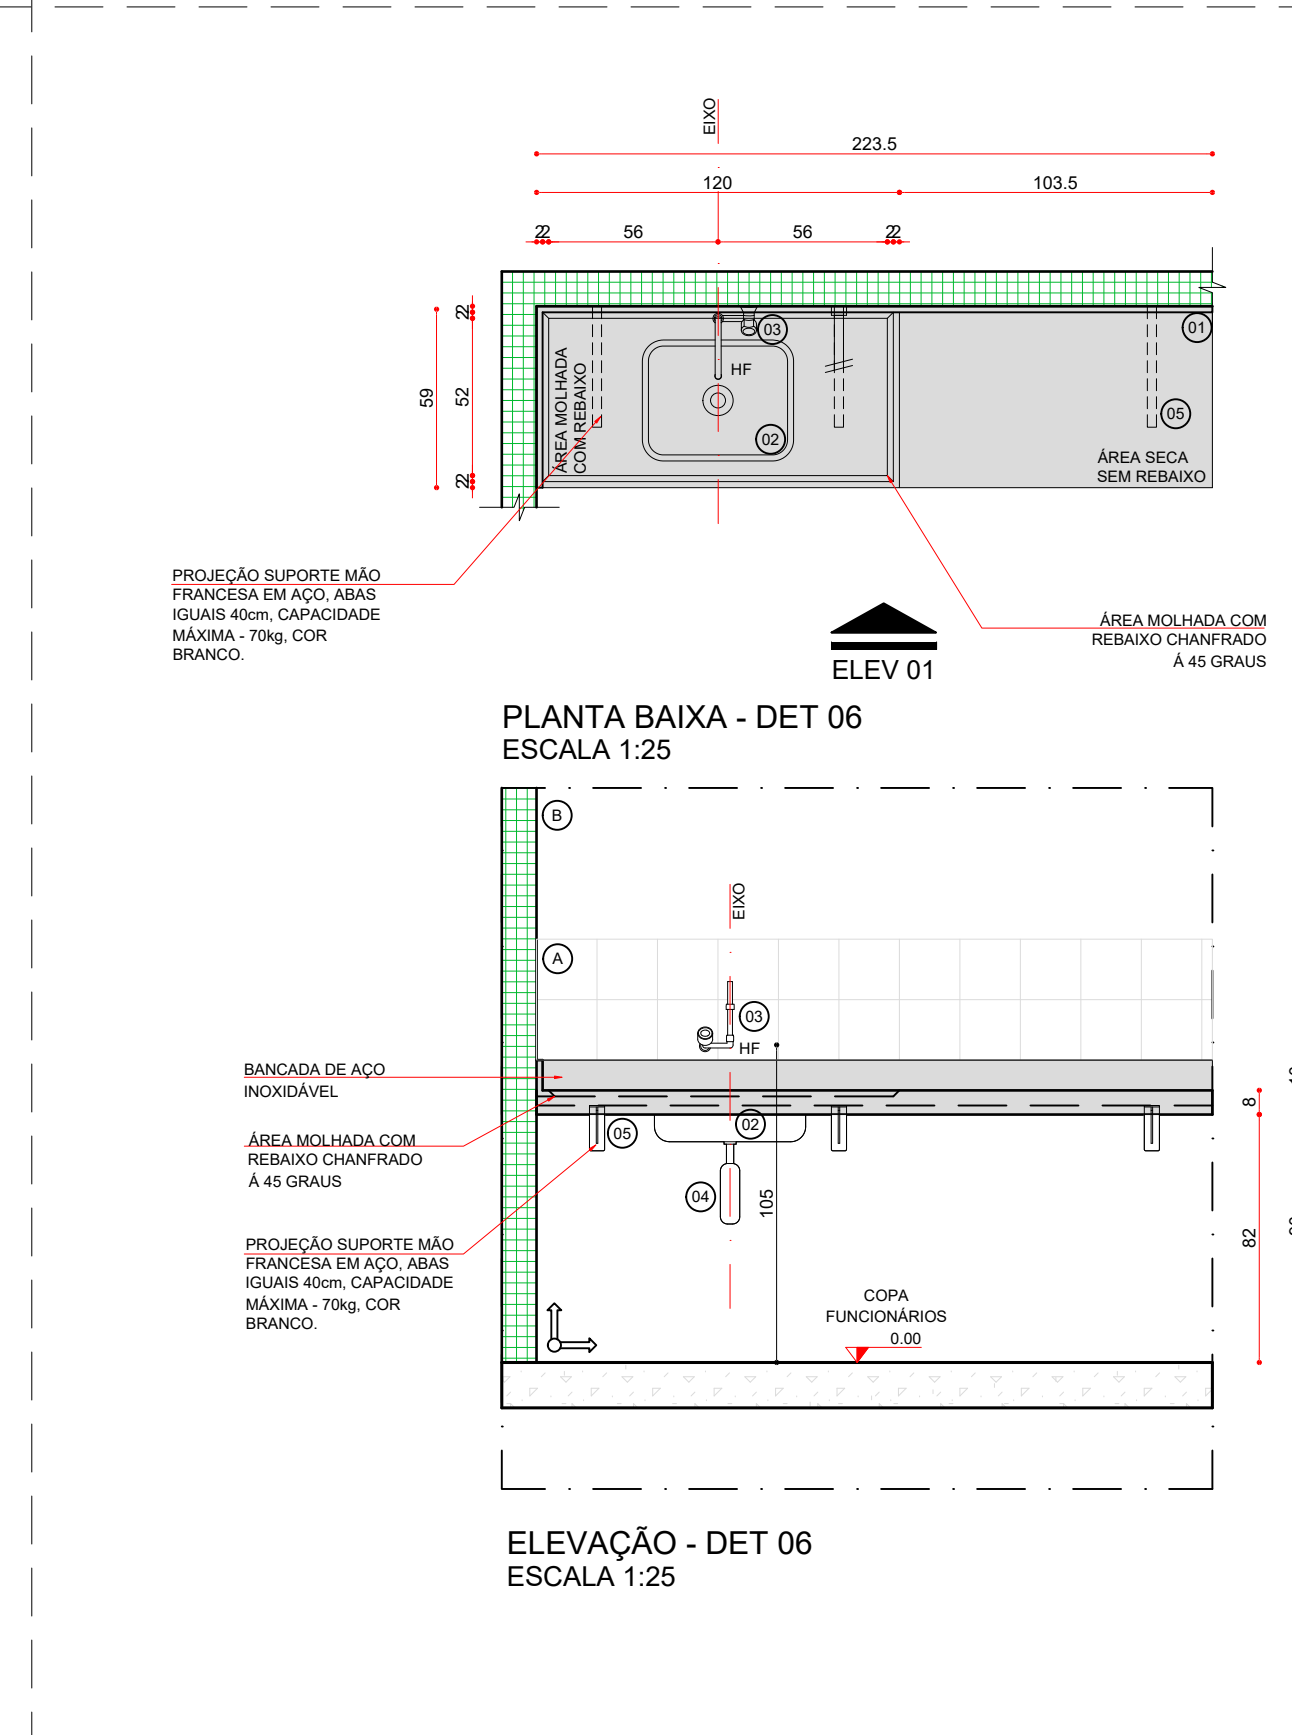 EIXO
223.5
120
103.5
22
56
56
22
22
59
52
22
01
03
HF
ÁREA MOLHADA
COM REBAIXO
02
05
ÁREA SECA
SEM REBAIXO
PROJEÇÃO SUPORTE MÃO
FRANCESA EM AÇO, ABAS
IGUAIS 40cm, CAPACIDADE
MÁXIMA - 70kg, COR
BRANCO.
ÁREA MOLHADA COM
REBAIXO CHANFRADO
Á 45 GRAUS
ELEV 01
PLANTA BAIXA - DET 06
ESCALA 1:25
B
EIXO
A
03
HF
BANCADA DE AÇO
INOXIDÁVEL
8
02
05
ÁREA MOLHADA COM
REBAIXO CHANFRADO
Á 45 GRAUS
04
105
82
PROJEÇÃO SUPORTE MÃO
FRANCESA EM AÇO, ABAS
IGUAIS 40cm, CAPACIDADE
MÁXIMA - 70kg, COR
BRANCO.
COPA
FUNCIONÁRIOS
0.00
ELEVAÇÃO - DET 06
ESCALA 1:25